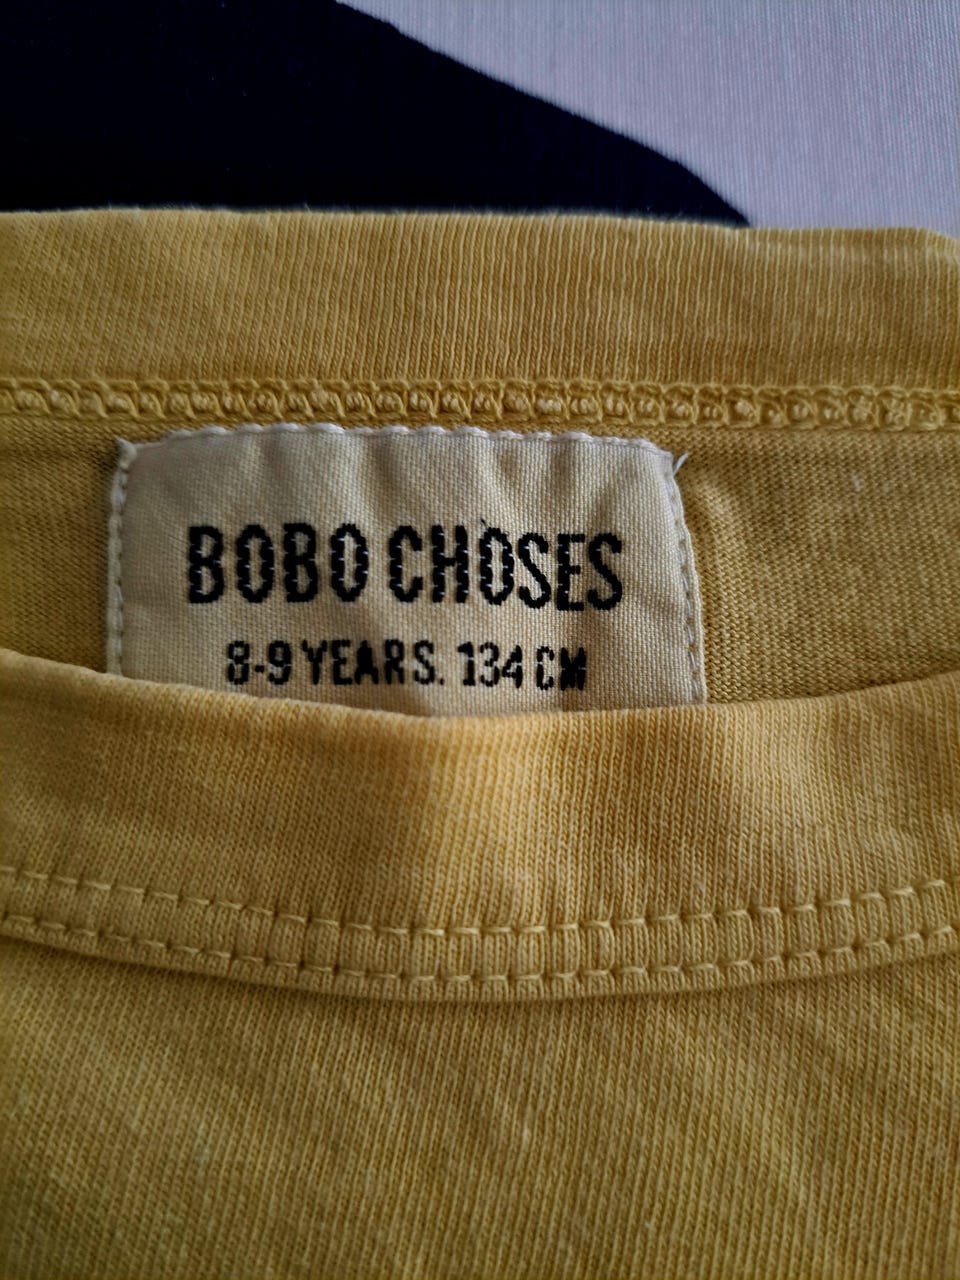 BOBO CHOSES
8-9 YEARS. 134 CM